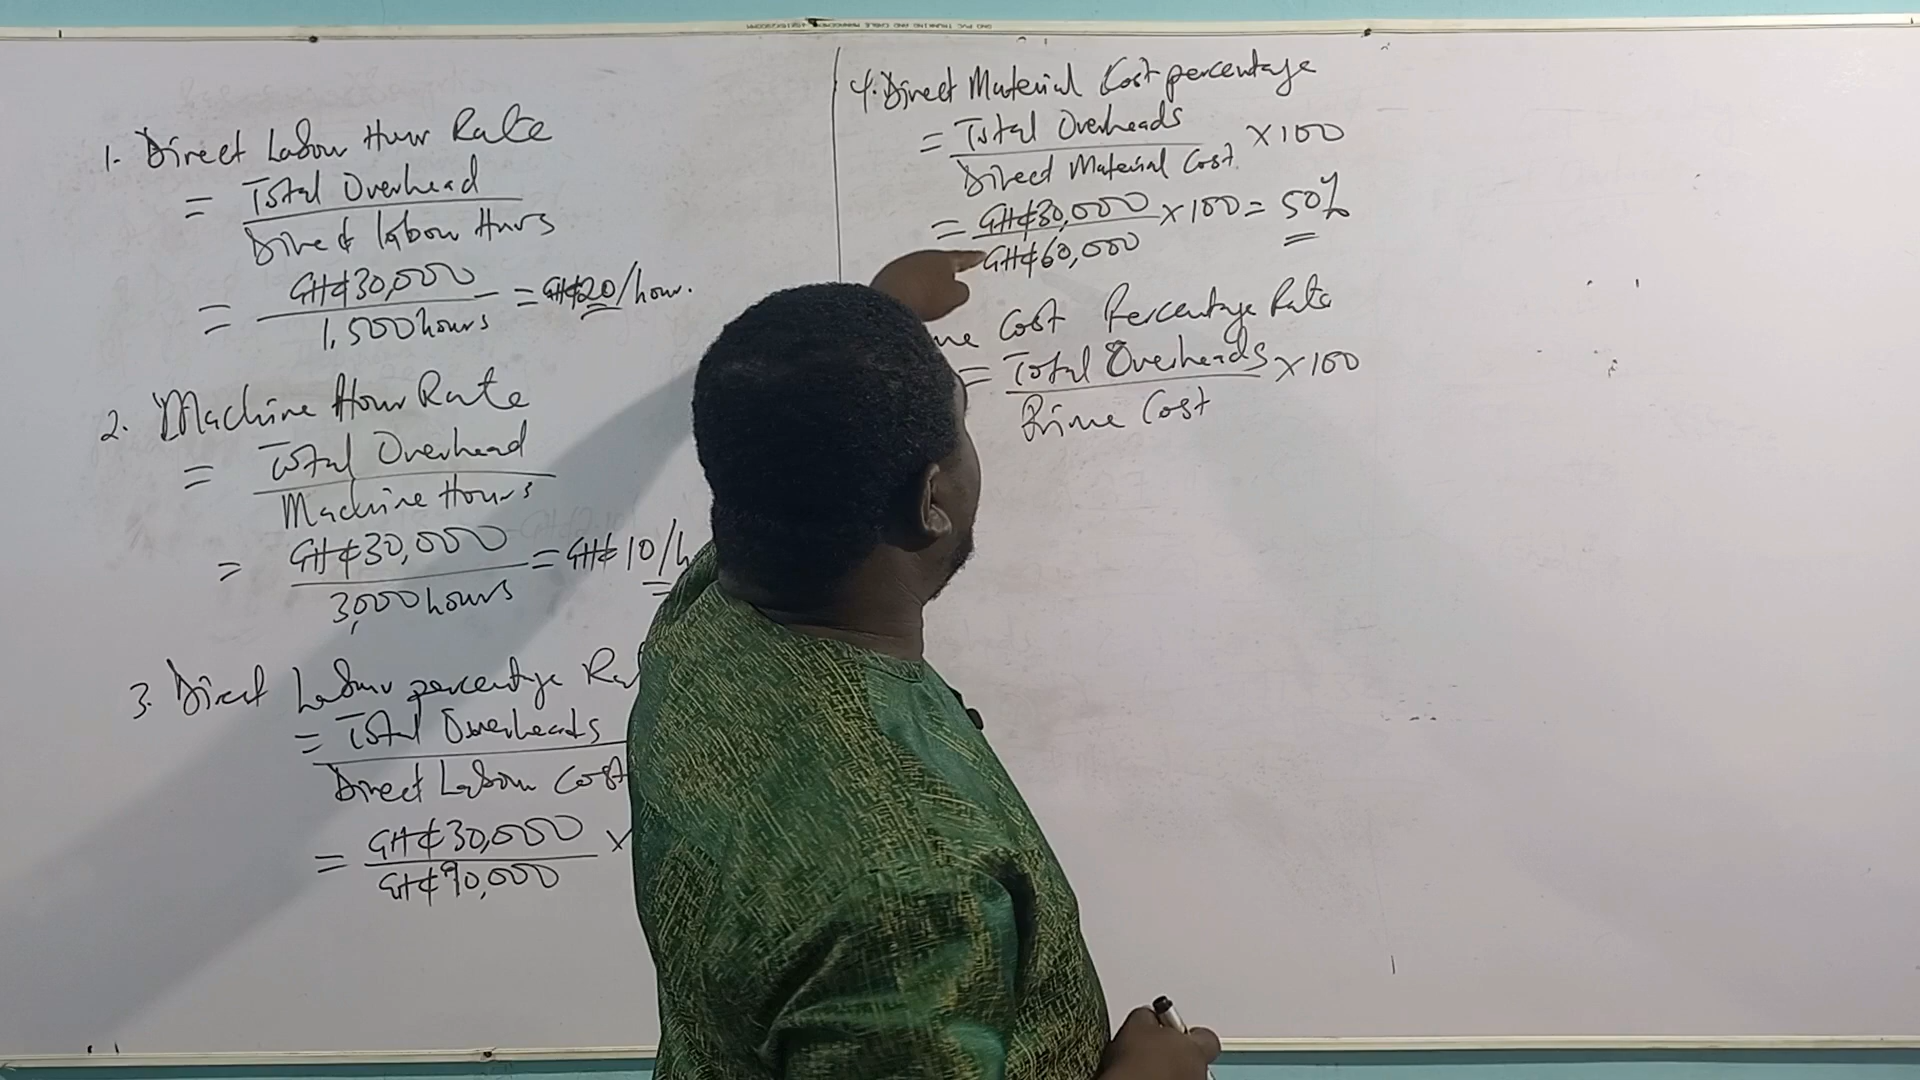 1. Direct Labour Hour Rate
= Total Overhead
Direct labour Hours
= GH¢30,000
1,500 hours
= GH¢20/hour.
2. Machine Hour Rate
= Total Overhead
Machine Hours
= GH¢30,000
3,000 hours
= GH¢10/h
3. Direct Labour percentage Ra
= Total Overheads
Direct Labour Cost
= GH¢30,000 ×
GH¢90,000
4. Direct Material Cost percentage
= Total Overheads × 100
Direct Material Cost.
= GH¢30,000 × 100 = 50%
GH¢60,000
me Cost Percentage Rate
= Total Overheads × 100
Prime Cost